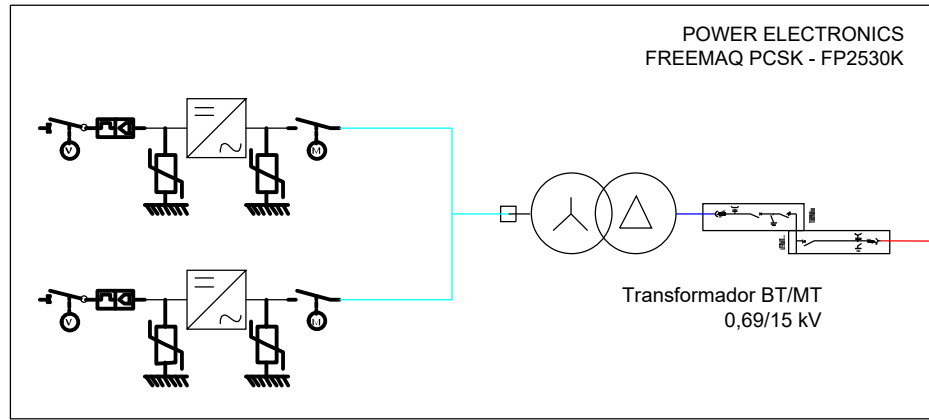 POWER ELECTRONICS
FREEMAQ PCSK - FP2530K
V
M
V
M
Transformador BT/MT
0,69/15 kV